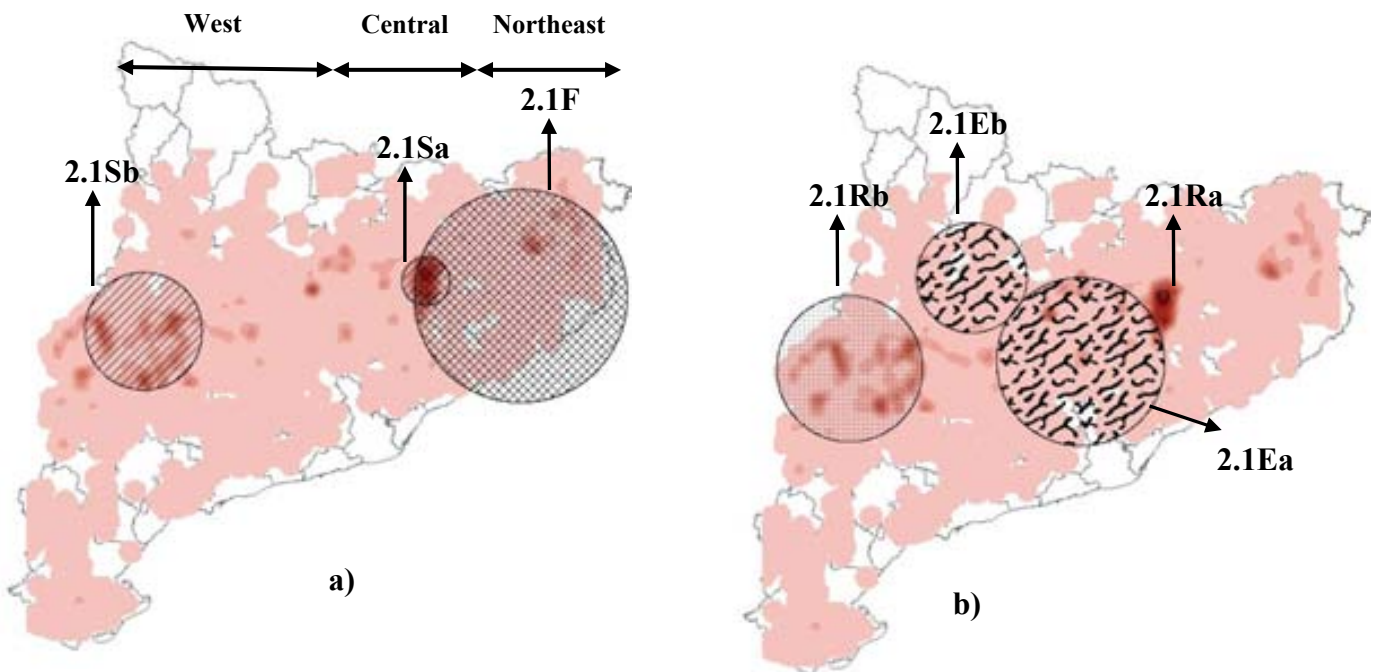 West Central Northeast
2.1F
2.1Sa
2.1Sb
a)
2.1Eb
2.1Rb
2.1Ra
2.1Ea
b)